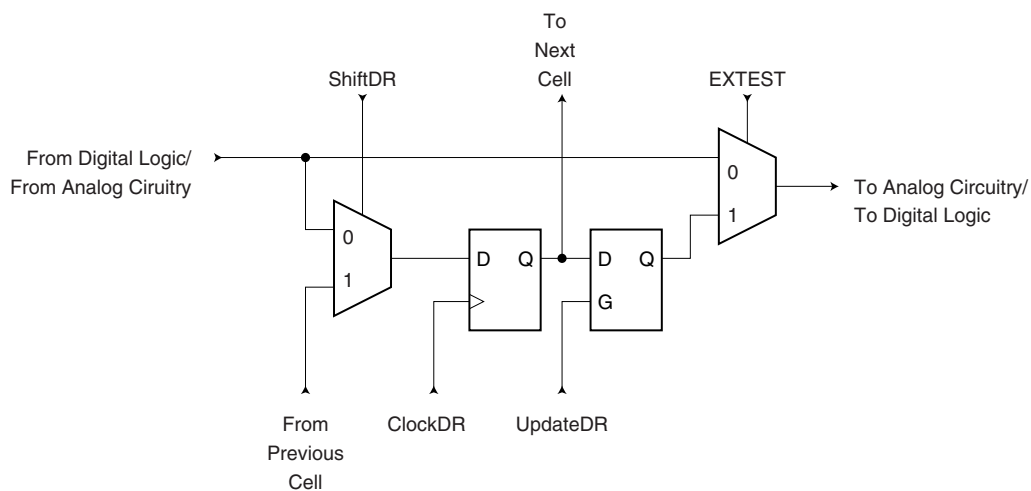 To
Next
Cell
ShiftDR
EXTEST
From Digital Logic/
From Analog Ciruitry
0
1
D Q
D Q
G
0
1
To Analog Circuitry/
To Digital Logic
From
Previous
Cell
ClockDR
UpdateDR